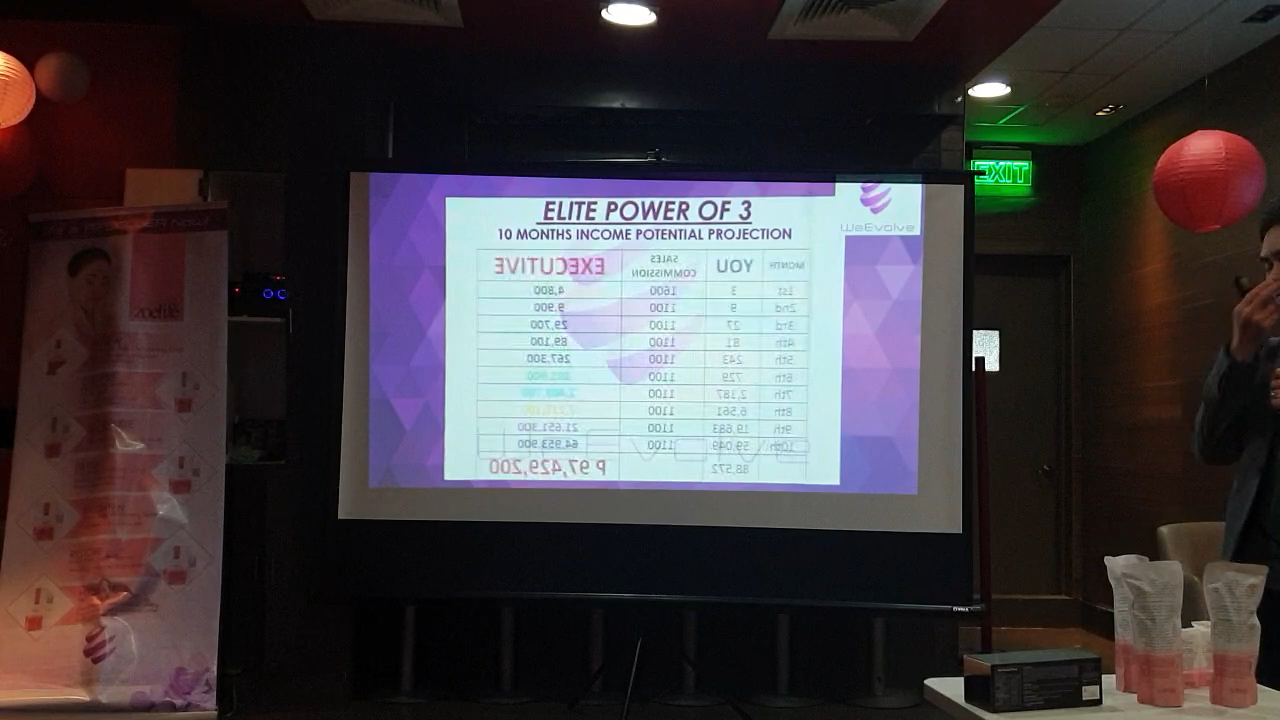 EXIT
ELITE POWER OF 3
10 MONTHS INCOME POTENTIAL PROJECTION
WeEvolve
MONTH YOU SALES COMMISSION EXECUTIVE
1st 3 1600 4,800
2nd 9 1100 9,900
3rd 27 1100 29,700
4th 81 1100 89,100
5th 243 1100 267,300
6th 729 1100
7th 2,187 1100
8th 6,561 1100
9th 19,683 1100 21,651,300
10th 59,049 1100 64,953,900
88,572 P 97,429,200
zoelife